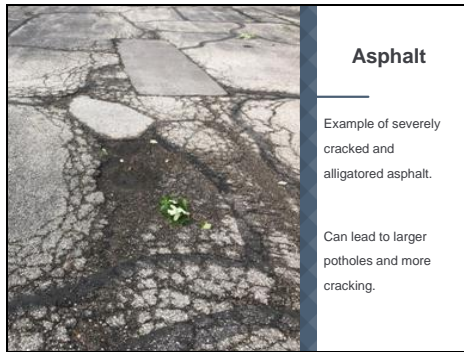 Asphalt
Example of severely
cracked and
alligatored asphalt.
Can lead to larger
potholes and more
cracking.